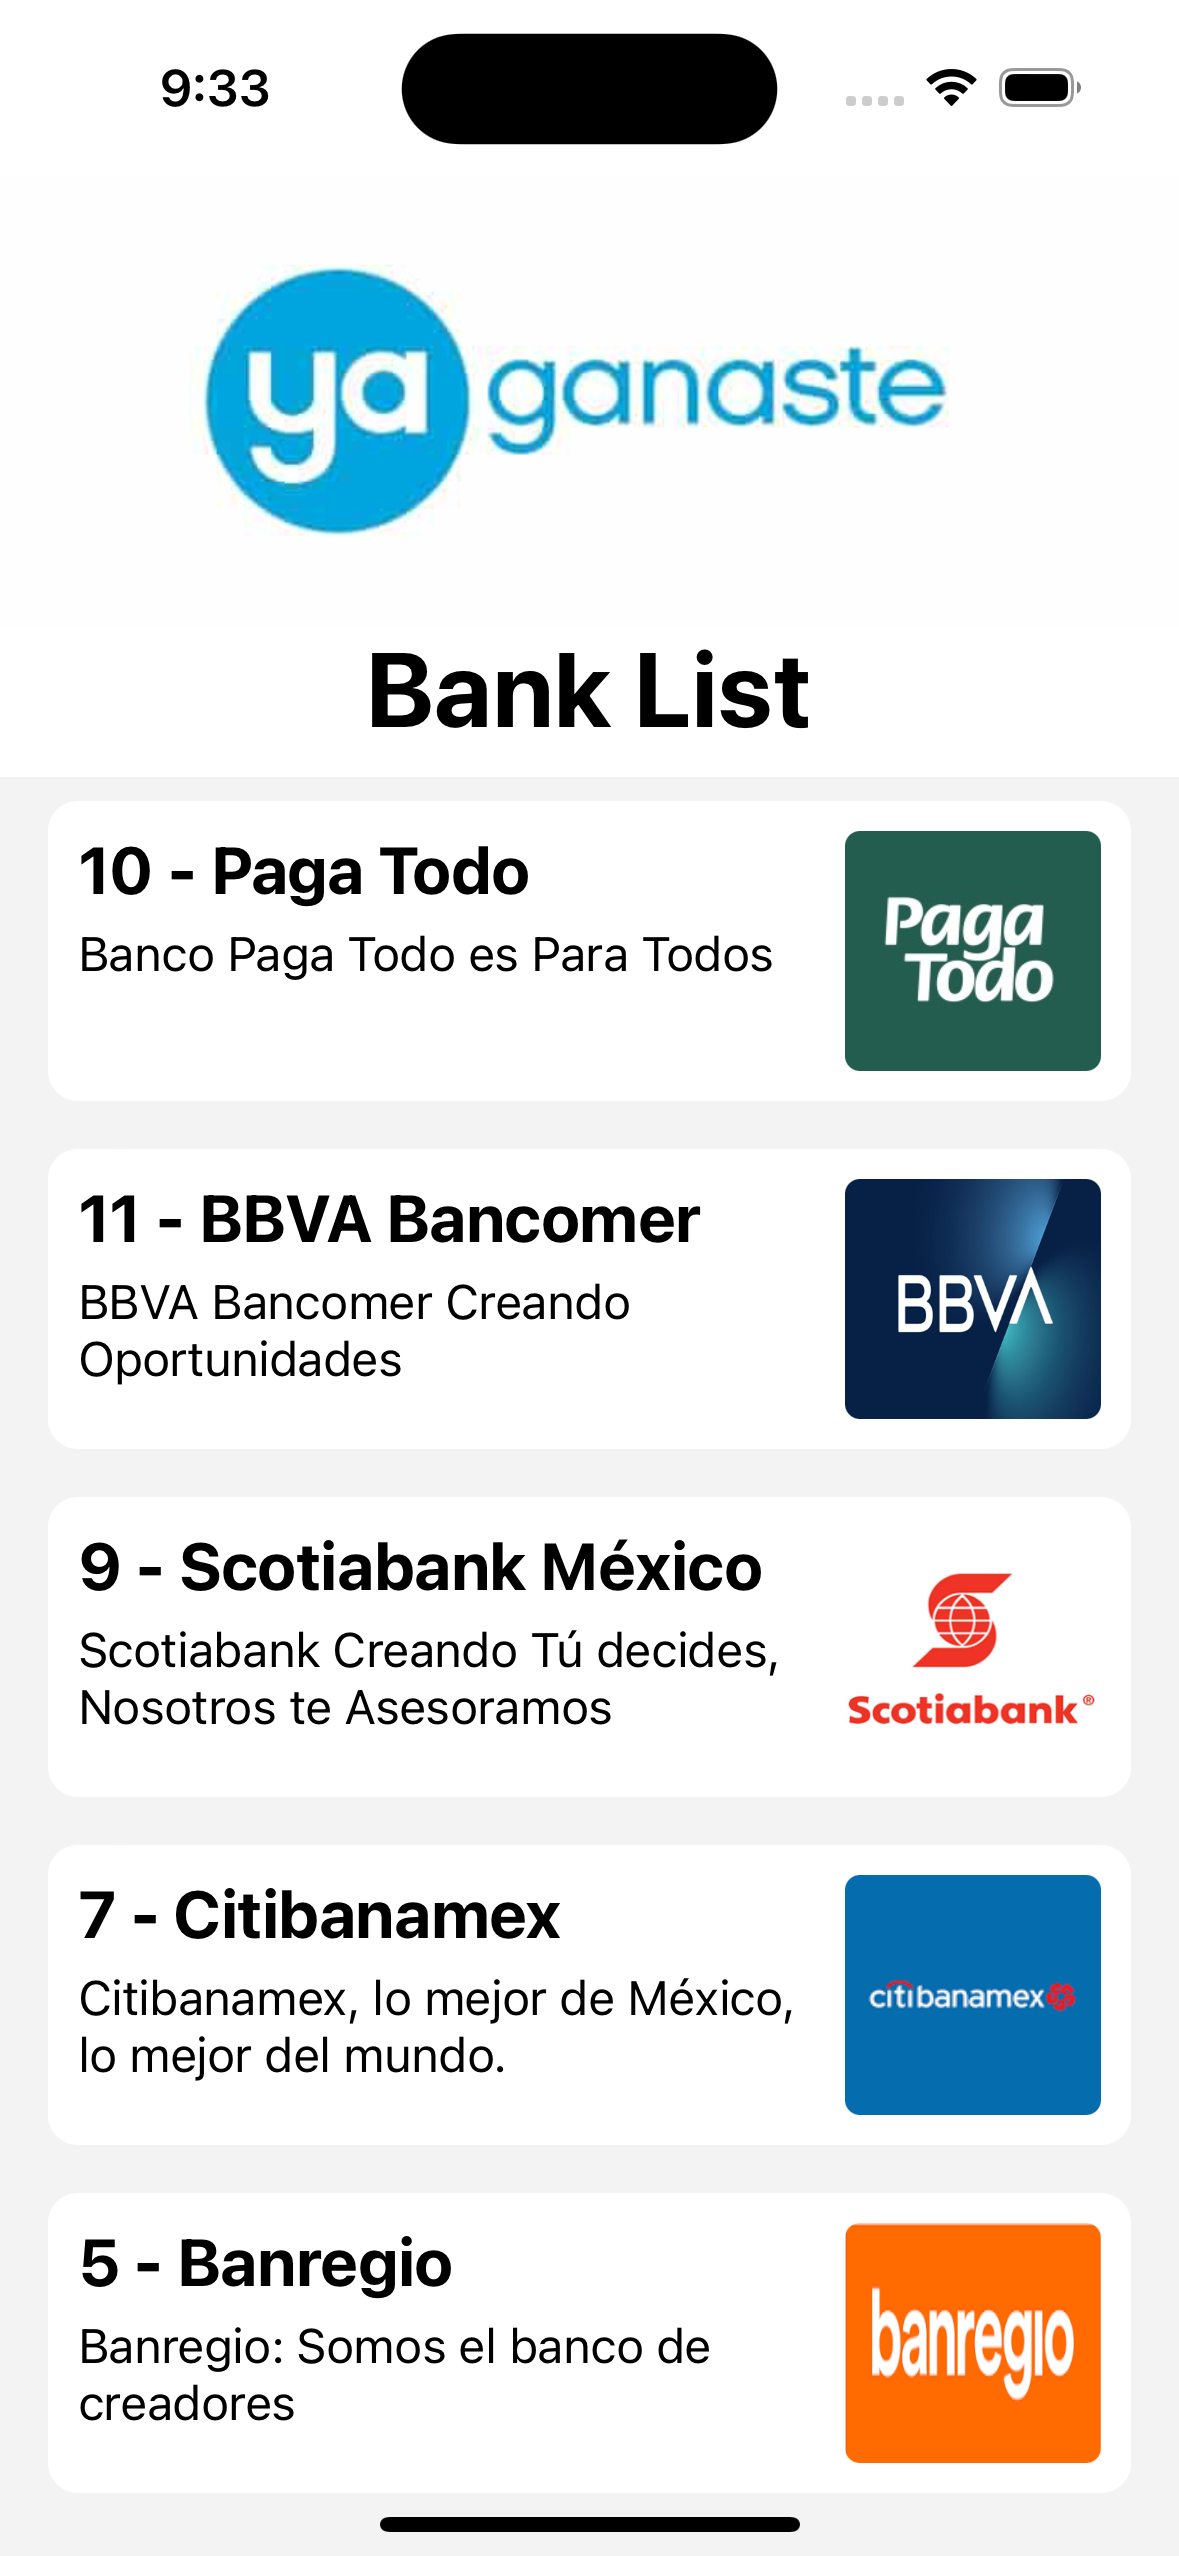 9:33
ya ganaste
Bank List
10 - Paga Todo
Banco Paga Todo es Para Todos
Paga
Todo
11 - BBVA Bancomer
BBVA Bancomer Creando
Oportunidades
BBVA
9 - Scotiabank México
Scotiabank Creando Tú decides,
Nosotros te Asesoramos
Scotiabank®
7 - Citibanamex
Citibanamex, lo mejor de México,
lo mejor del mundo.
citibanamex
5 - Banregio
Banregio: Somos el banco de
creadores
banregio